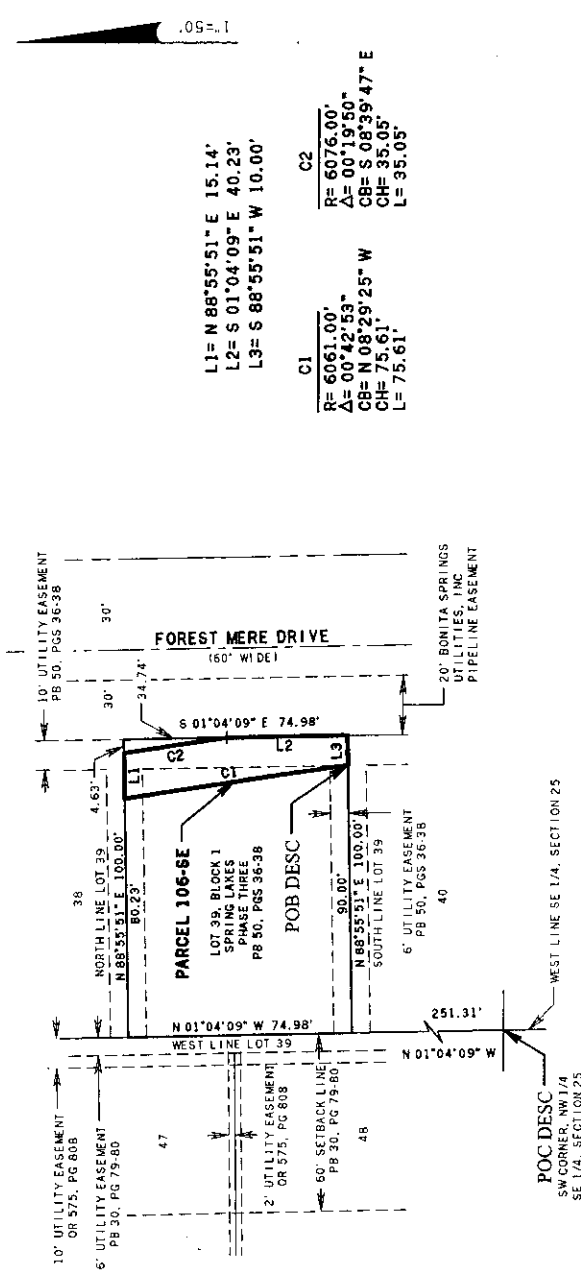 1"=50'
L1= N 88°55'51" E 15.14'
L2= S 01°04'09" E 40.23'
L3= S 88°55'51" W 10.00'
C1
R= 6061.00'
Δ= 00°42'53"
CB= N 08°29'25" W
CH= 75.61'
L= 75.61'
C2
R= 6076.00'
Δ= 00°19'50"
CB= S 08°39'47" E
CH= 35.05'
L= 35.05'
10' UTILITY EASEMENT
PB 50, PGS 36-38
30'
30'
FOREST MERE DRIVE
(60' WIDE)
34.74'
S 01°04'09" E 74.98'
20' BONITA SPRINGS
UTILITIES, INC
PIPELINE EASEMENT
4.63'
L1
C2
L2
C1
L3
38
NORTH LINE LOT 39
N 88°55'51" E 100.00'
80.23'
PARCEL 106-SE
LOT 39, BLOCK 1
SPRING LAKES
PHASE THREE
PB 50, PGS 36-38
POB DESC
90.00'
N 88°55'51" E 100.00'
SOUTH LINE LOT 39
6' UTILITY EASEMENT
PB 50, PGS 36-38
40
WEST LINE SE 1/4, SECTION 25
N 01°04'09" W 74.98'
WEST LINE LOT 39
251.31'
N 01°04'09" W
10' UTILITY EASEMENT
OR 575, PG 808
6' UTILITY EASEMENT
PB 30, PG 79-80
47
2' UTILITY EASEMENT
OR 575, PG 808
60' SETBACK LINE
PB 30, PG 79-80
48
POC DESC
SW CORNER, NW 1/4
SE 1/4, SECTION 25